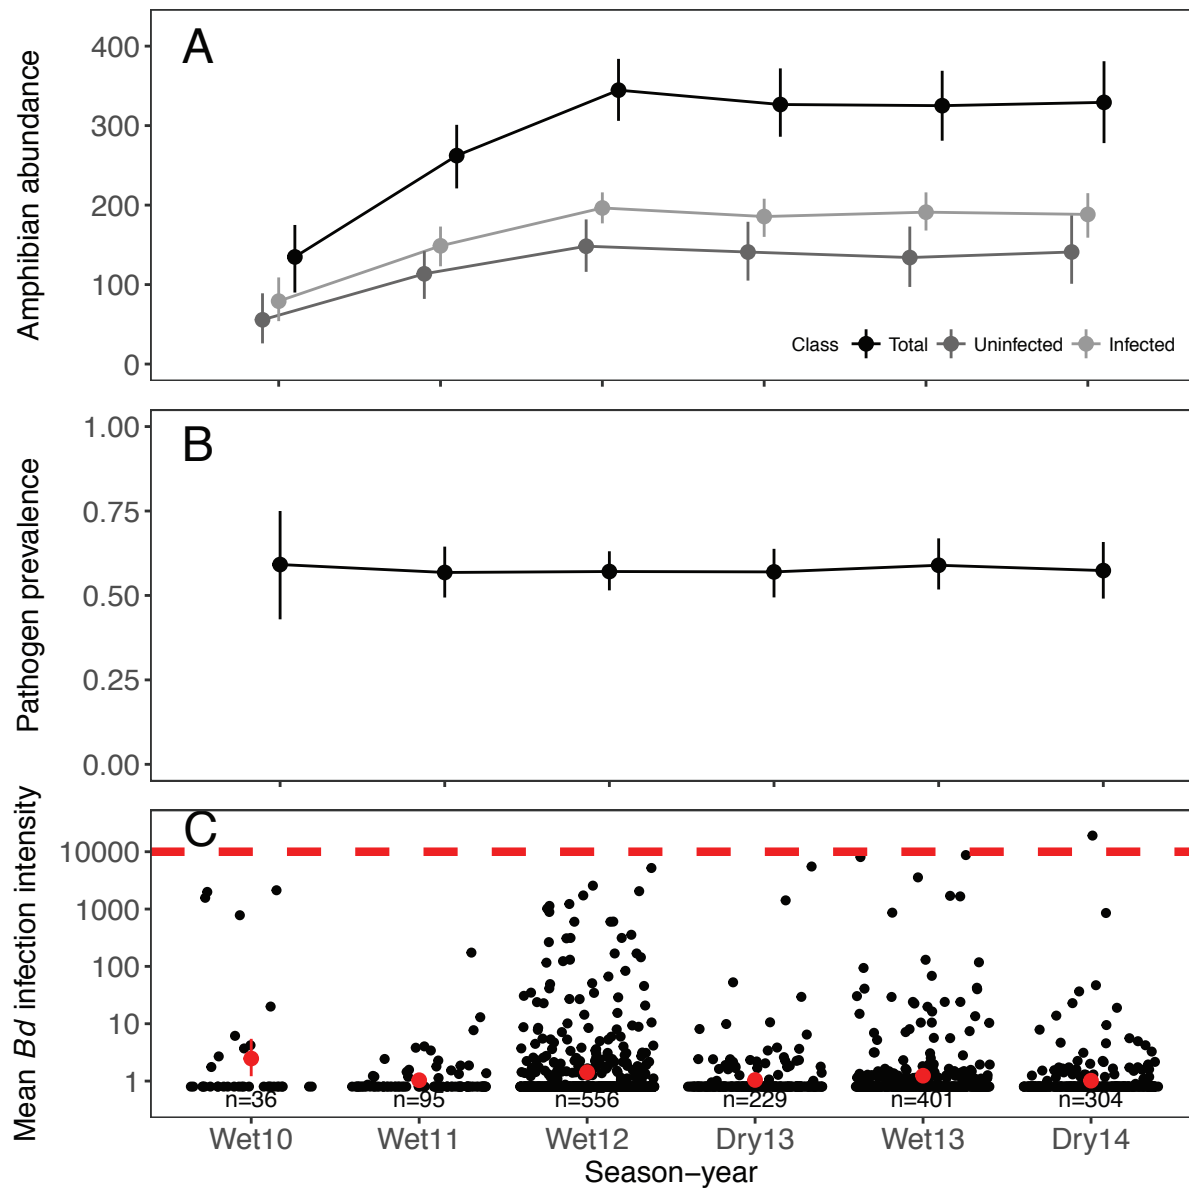 A
Amphibian abundance
400
300
200
100
0
Class Total Uninfected Infected
B
Pathogen prevalence
1.00
0.75
0.50
0.25
0.00
C
Mean Bd infection intensity
10000
1000
100
10
1
n=36 n=95 n=556 n=229 n=401 n=304
Wet10 Wet11 Wet12 Dry13 Wet13 Dry14
Season−year